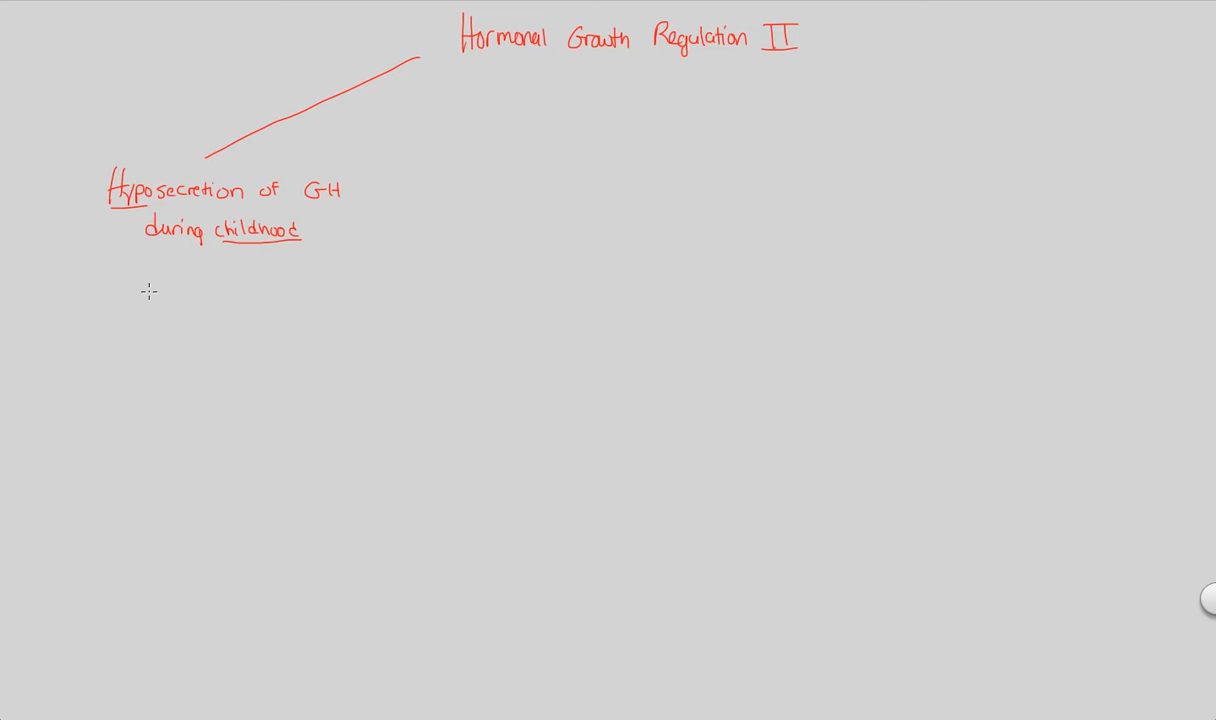 Hormonal Growth Regulation II
Hyposecretion of GH
during childhood